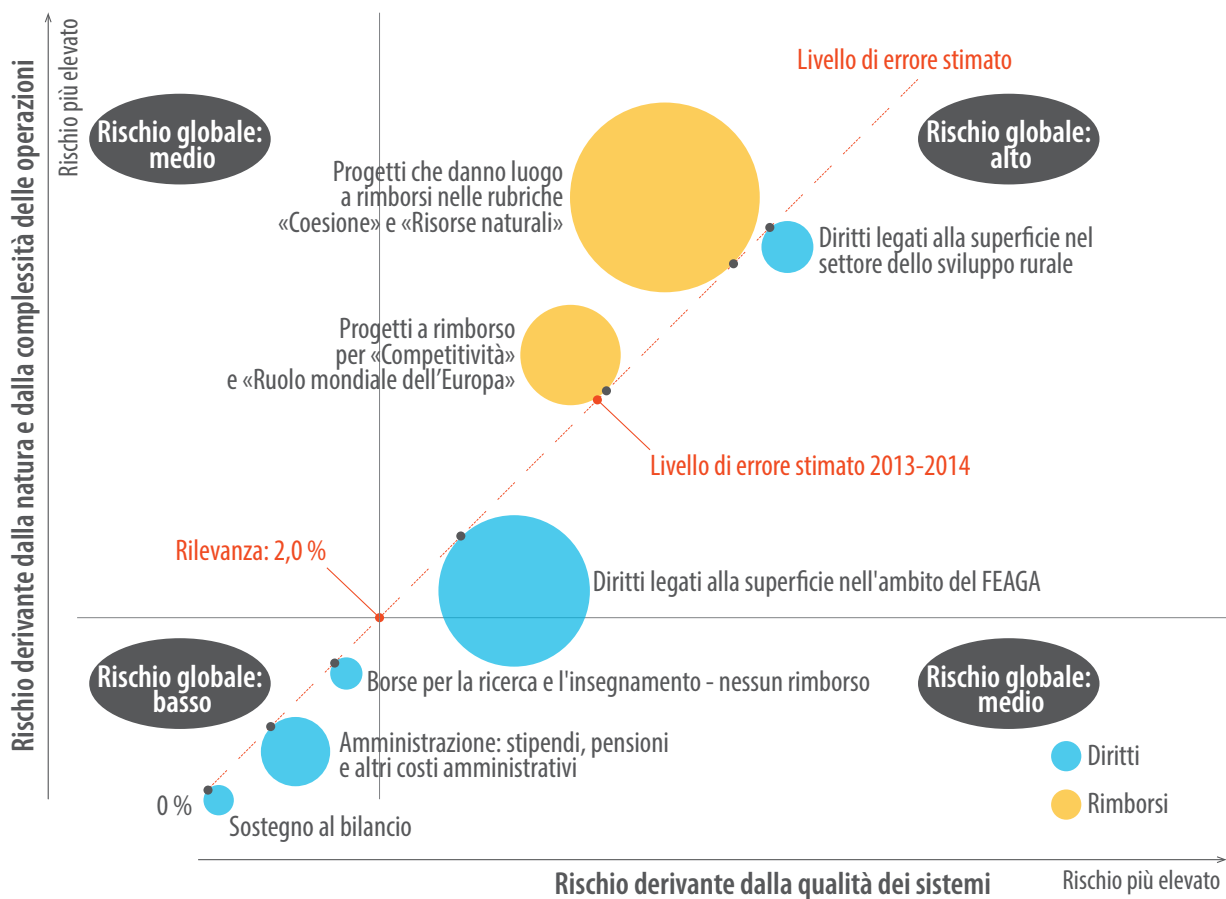 Rischio derivante dalla natura e dalla complessità delle operazioni
Rischio più elevato
Livello di errore stimato
Rischio globale:
medio
Rischio globale:
alto
Progetti che danno luogo
a rimborsi nelle rubriche
«Coesione» e «Risorse naturali»
Diritti legati alla superficie nel
settore dello sviluppo rurale
Progetti a rimborso
per «Competitività»
e «Ruolo mondiale dell’Europa»
Livello di errore stimato 2013-2014
Rilevanza: 2,0 %
Diritti legati alla superficie nell'ambito del FEAGA
Rischio globale:
basso
Borse per la ricerca e l'insegnamento - nessun rimborso
Rischio globale:
medio
Amministrazione: stipendi, pensioni
e altri costi amministrativi
Diritti
Rimborsi
0 %
Sostegno al bilancio
Rischio derivante dalla qualità dei sistemi
Rischio più elevato